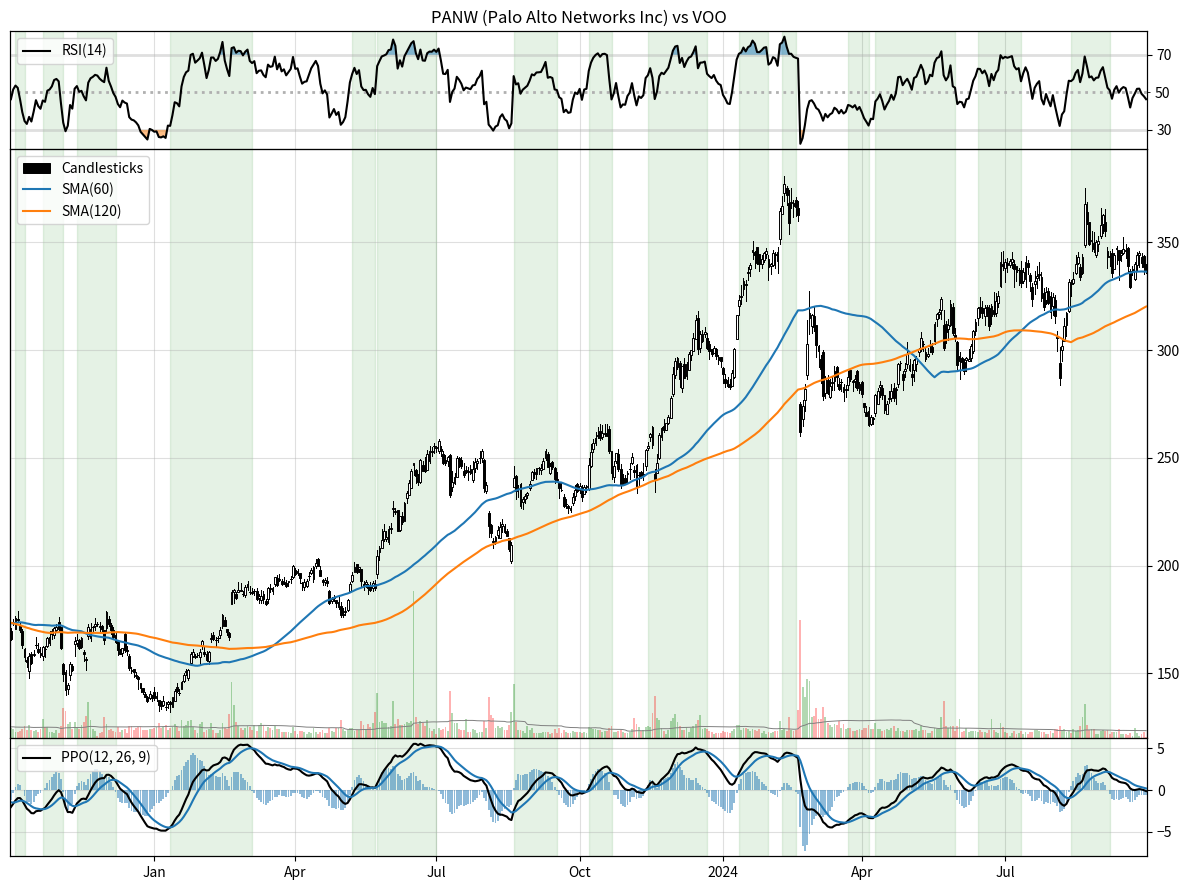 PANW (Palo Alto Networks Inc) vs VOO
RSI(14)
70
50
30
Candlesticks
SMA(60)
SMA(120)
350
300
250
200
150
PPO(12, 26, 9)
5
0
−5
Jan Apr Jul Oct 2024 Apr Jul